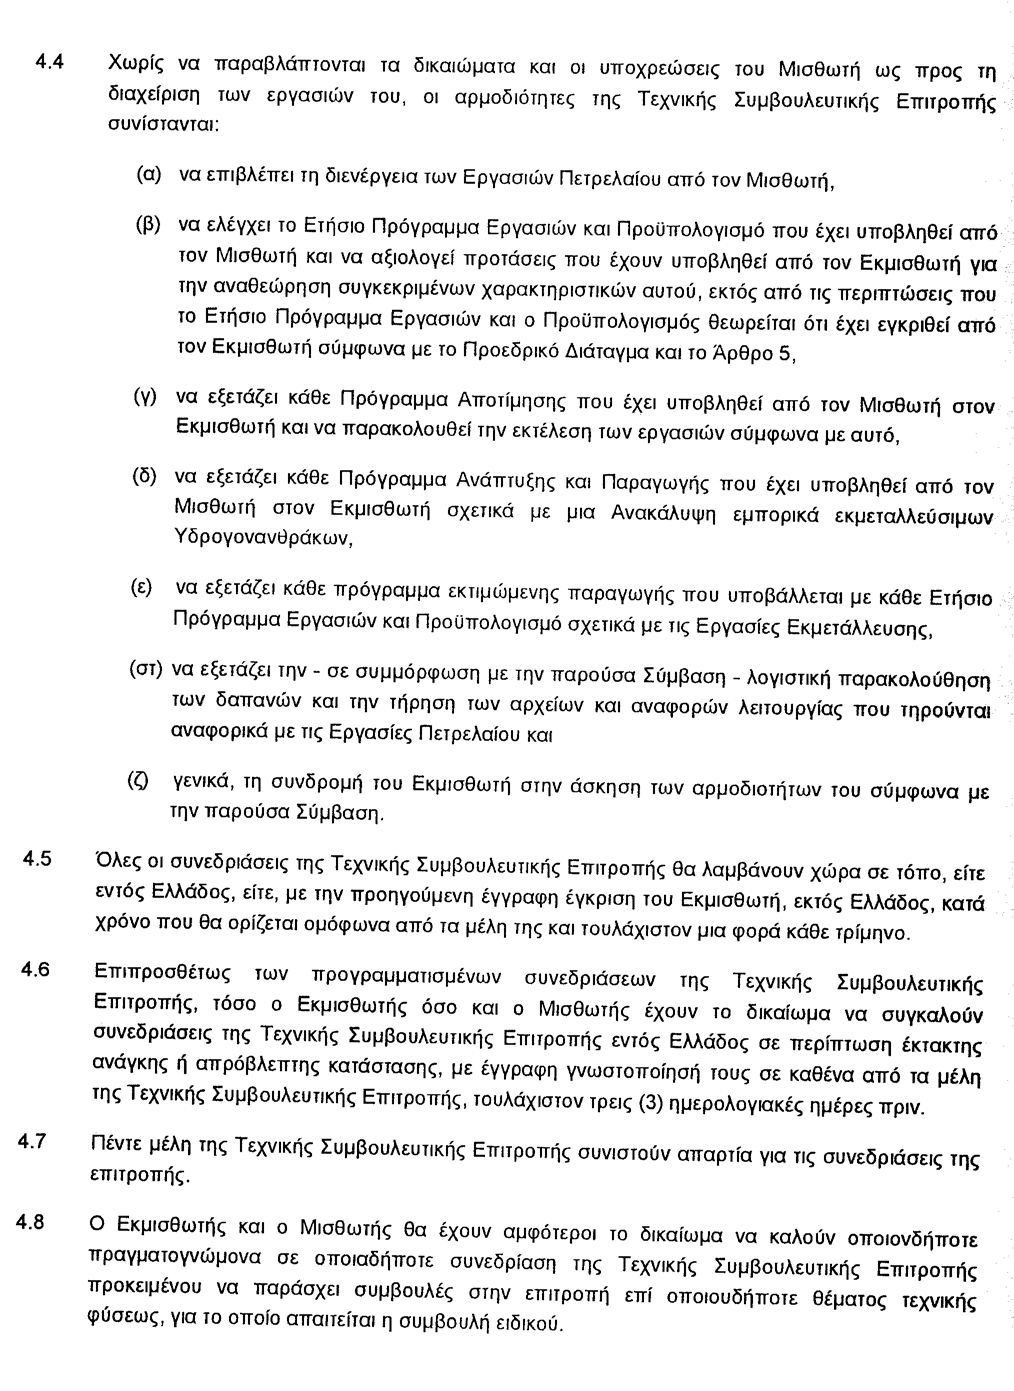 4.4 Χωρίς να παραβλάπτονται τα δικαιώματα και οι υποχρεώσεις του Μισθωτή ως προς τη
διαχείριση των εργασιών του, οι αρμοδιότητες της Τεχνικής Συμβουλευτικής Επιτροπής
συνίστανται:
(α) να επιβλέπει τη διενέργεια των Εργασιών Πετρελαίου από τον Μισθωτή,
(β) να ελέγχει το Ετήσιο Πρόγραμμα Εργασιών και Προϋπολογισμό που έχει υποβληθεί από
τον Μισθωτή και να αξιολογεί προτάσεις που έχουν υποβληθεί από τον Εκμισθωτή για
την αναθεώρηση συγκεκριμένων χαρακτηριστικών αυτού, εκτός από τις περιπτώσεις που
το Ετήσιο Πρόγραμμα Εργασιών και ο Προϋπολογισμός θεωρείται ότι έχει εγκριθεί από
τον Εκμισθωτή σύμφωνα με το Προεδρικό Διάταγμα και το Άρθρο 5,
(γ) να εξετάζει κάθε Πρόγραμμα Αποτίμησης που έχει υποβληθεί από τον Μισθωτή στον
Εκμισθωτή και να παρακολουθεί την εκτέλεση των εργασιών σύμφωνα με αυτό,
(δ) να εξετάζει κάθε Πρόγραμμα Ανάπτυξης και Παραγωγής που έχει υποβληθεί από τον
Μισθωτή στον Εκμισθωτή σχετικά με μια Ανακάλυψη εμπορικά εκμεταλλεύσιμων
Υδρογονανθράκων,
(ε) να εξετάζει κάθε πρόγραμμα εκτιμώμενης παραγωγής που υποβάλλεται με κάθε Ετήσιο
Πρόγραμμα Εργασιών και Προϋπολογισμό σχετικά με τις Εργασίες Εκμετάλλευσης,
(στ) να εξετάζει την - σε συμμόρφωση με την παρούσα Σύμβαση - λογιστική παρακολούθηση
των δαπανών και την τήρηση των αρχείων και αναφορών λειτουργίας που τηρούνται
αναφορικά με τις Εργασίες Πετρελαίου και
(ζ) γενικά, τη συνδρομή του Εκμισθωτή στην άσκηση των αρμοδιοτήτων του σύμφωνα με
την παρούσα Σύμβαση.
4.5 Όλες οι συνεδριάσεις της Τεχνικής Συμβουλευτικής Επιτροπής θα λαμβάνουν χώρα σε τόπο, είτε
εντός Ελλάδος, είτε, με την προηγούμενη έγγραφη έγκριση του Εκμισθωτή, εκτός Ελλάδος, κατά
χρόνο που θα ορίζεται ομόφωνα από τα μέλη της και τουλάχιστον μια φορά κάθε τρίμηνο.
4.6 Επιπροσθέτως των προγραμματισμένων συνεδριάσεων της Τεχνικής Συμβουλευτικής
Επιτροπής, τόσο ο Εκμισθωτής όσο και ο Μισθωτής έχουν το δικαίωμα να συγκαλούν
συνεδριάσεις της Τεχνικής Συμβουλευτικής Επιτροπής εντός Ελλάδος σε περίπτωση έκτακτης
ανάγκης ή απρόβλεπτης κατάστασης, με έγγραφη γνωστοποίησή τους σε καθένα από τα μέλη
της Τεχνικής Συμβουλευτικής Επιτροπής, τουλάχιστον τρεις (3) ημερολογιακές ημέρες πριν.
4.7 Πέντε μέλη της Τεχνικής Συμβουλευτικής Επιτροπής συνιστούν απαρτία για τις συνεδριάσεις της
επιτροπής.
4.8 Ο Εκμισθωτής και ο Μισθωτής θα έχουν αμφότεροι το δικαίωμα να καλούν οποιονδήποτε
πραγματογνώμονα σε οποιαδήποτε συνεδρίαση της Τεχνικής Συμβουλευτικής Επιτροπής
προκειμένου να παράσχει συμβουλές στην επιτροπή επί οποιουδήποτε θέματος τεχνικής
φύσεως, για το οποίο απαιτείται η συμβουλή ειδικού.